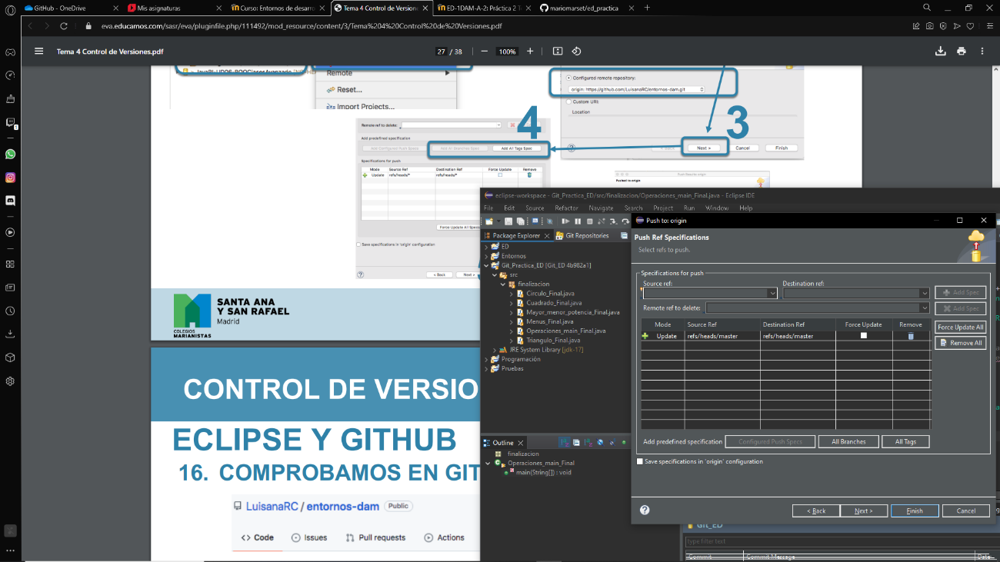 GitHub - OneDrive
Mis asignaturas
Curso: Entornos de desarro
Tema 4 Control de Versione
ED-1DAM-A-2: Práctica 2 T
mariomarset/ed_practica
eva.educamos.com/sasr/eva/pluginfile.php/111492/mod_resource/content/3/Tema%204%20Control%20de%20Versiones.pdf
Tema 4 Control de Versiones.pdf
27 / 38
100%
Remote
Reset...
Import Projects...
Configured remote repository:
origin: https://github.com/LuisanaRC/entornos-dam.git
Custom URI:
Location
3
Next >
Cancel
Finish
4
Remote ref to delete:
Add predefined specification
Add Configured Push Specs
Add All Branches Spec
Add All Tags Spec
Specifications for push
Mode Source Ref Destination Ref Force Update Remove
Update refs/heads/* refs/heads/*
Force Update All Specs
Save specifications in 'origin' configuration
< Back
Next >
Pushed to origin
COLEGIOS
MARIANISTAS
SANTA ANA
Y SAN RAFAEL
Madrid
CONTROL DE VERSIO
ECLIPSE Y GITHUB
16. COMPROBAMOS EN GIT
LuisanaRC / entornos-dam Public
Code Issues Pull requests Actions
eclipse-workspace - Git_Practica_ED/src/finalizacion/Operaciones_main_Final.java - Eclipse IDE
File Edit Source Refactor Navigate Search Project Run Window Help
Package Explorer
Git Repositories
ED
Entornos
Git_Practica_ED [Git_ED 4b982a1]
src
finalizacion
Circulo_Final.java
Cuadrado_Final.java
Mayor_menor_potencia_Final.java
Menus_Final.java
Operaciones_main_Final.java
Triangulo_Final.java
JRE System Library [jdk-17]
Programación
Pruebas
Outline
finalizacion
Operaciones_main_Final
main(String[]) : void
Push to: origin
Push Ref Specifications
Select refs to push.
Specifications for push
Source ref:
Destination ref:
Add Spec
Remote ref to delete:
Add Spec
Mode Source Ref Destination Ref Force Update Remove
Update refs/heads/master refs/heads/master
Force Update All
Remove All
Add predefined specification
Configured Push Specs
All Branches
All Tags
Save specifications in 'origin' configuration
< Back
Next >
Finish
Cancel
Git_ED
type filter text
Commit
Commit Message
Date